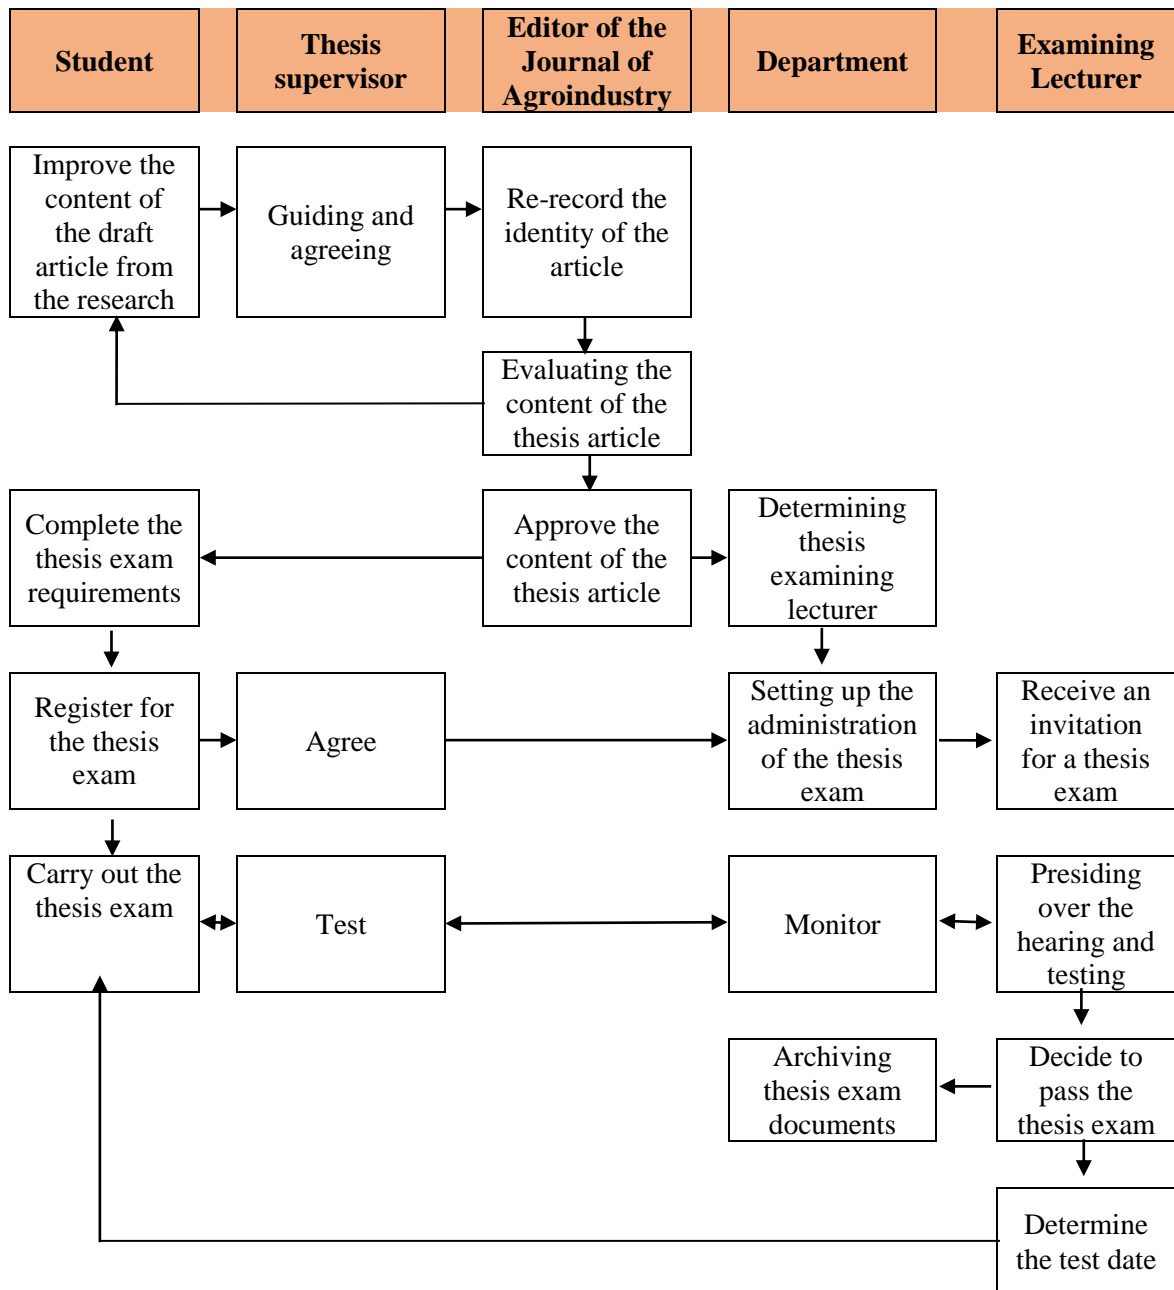 Student
Thesis
supervisor
Editor of the
Journal of
Agroindustry
Department
Examining
Lecturer
Improve the
content of
the draft
article from
the research
Guiding and
agreeing
Re-record the
identity of the
article
Evaluating the
content of the
thesis article
Complete the
thesis exam
requirements
Approve the
content of the
thesis article
Determining
thesis
examining
lecturer
Register for
the thesis
exam
Agree
Setting up the
administration
of the thesis
exam
Receive an
invitation
for a thesis
exam
Carry out the
thesis exam
Test
Monitor
Presiding
over the
hearing and
testing
Archiving
thesis exam
documents
Decide to
pass the
thesis exam
Determine
the test date